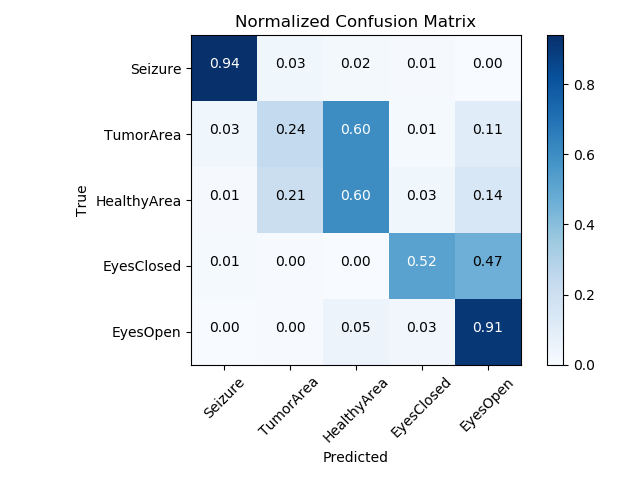 Normalized Confusion Matrix
Seizure 0.94 0.03 0.02 0.01 0.00
TumorArea 0.03 0.24 0.60 0.01 0.11
HealthyArea 0.01 0.21 0.60 0.03 0.14
EyesClosed 0.01 0.00 0.00 0.52 0.47
EyesOpen 0.00 0.00 0.05 0.03 0.91
True
Seizure TumorArea HealthyArea EyesClosed EyesOpen
Predicted
0.8
0.6
0.4
0.2
0.0